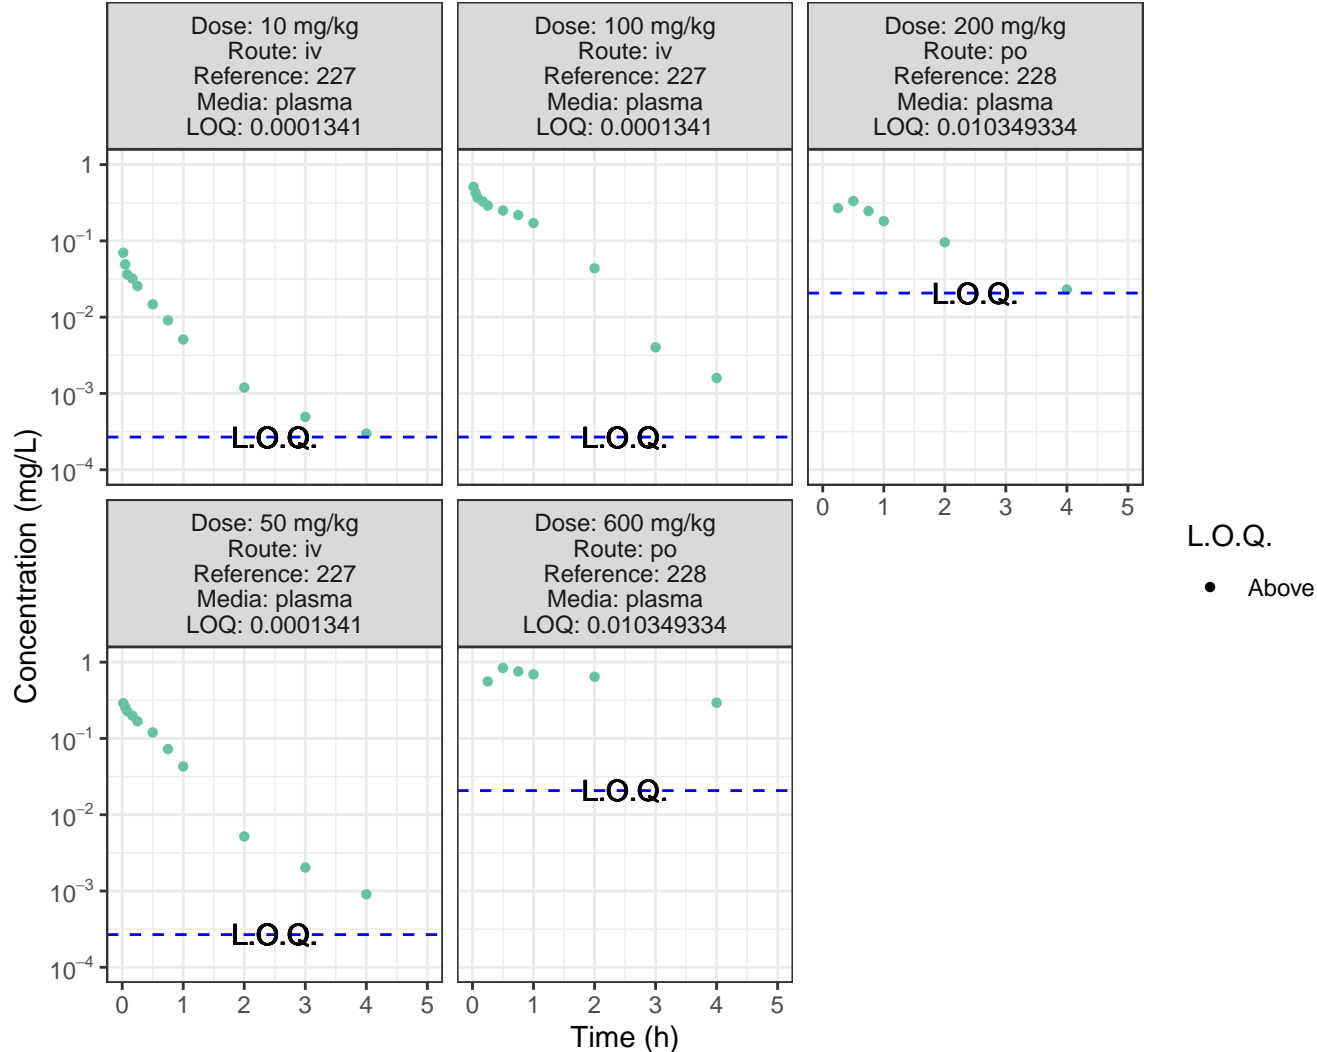 Dose: 10 mg/kg
Route: iv
Reference: 227
Media: plasma
LOQ: 0.0001341
Dose: 100 mg/kg
Route: iv
Reference: 227
Media: plasma
LOQ: 0.0001341
Dose: 200 mg/kg
Route: po
Reference: 228
Media: plasma
LOQ: 0.010349334
1
10⁻¹
10⁻²
10⁻³
10⁻⁴
L.O.Q.
L.O.Q.
L.O.Q.
0 1 2 3 4 5
Dose: 50 mg/kg
Route: iv
Reference: 227
Media: plasma
LOQ: 0.0001341
Dose: 600 mg/kg
Route: po
Reference: 228
Media: plasma
LOQ: 0.010349334
1
10⁻¹
10⁻²
10⁻³
10⁻⁴
L.O.Q.
L.O.Q.
0 1 2 3 4 5
0 1 2 3 4 5
Time (h)
Concentration (mg/L)
L.O.Q.
Above